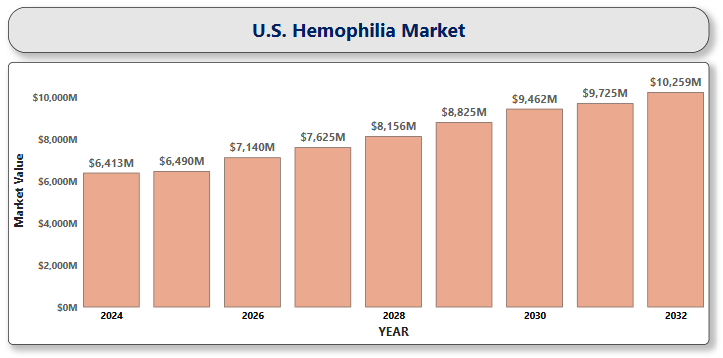 U.S. Hemophilia Market
Market Value
$10,000M
$8,000M
$6,000M
$4,000M
$2,000M
$0M
$6,413M
$6,490M
$7,140M
$7,625M
$8,156M
$8,825M
$9,462M
$9,725M
$10,259M
2024
2026
2028
2030
2032
YEAR